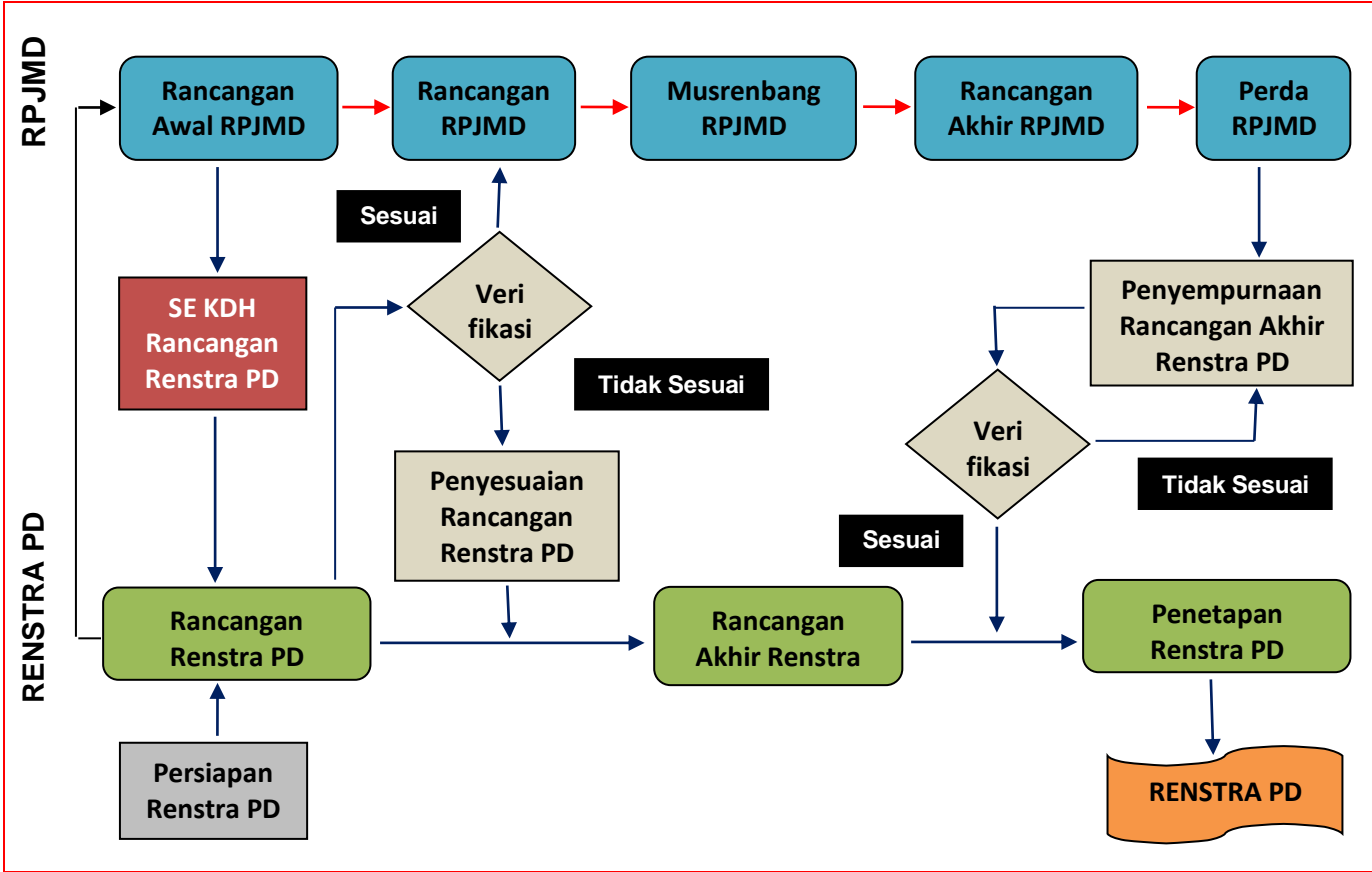 RPJMD
Rancangan
Awal RPJMD
Rancangan
RPJMD
Musrenbang
RPJMD
Rancangan
Akhir RPJMD
Perda
RPJMD
Sesuai
SE KDH
Rancangan
Renstra PD
Veri
fikasi
Penyempurnaan
Rancangan Akhir
Renstra PD
Tidak Sesuai
Veri
fikasi
Penyesuaian
Rancangan
Renstra PD
Tidak Sesuai
Sesuai
RENSTRA PD
Rancangan
Renstra PD
Rancangan
Akhir Renstra
Penetapan
Renstra PD
Persiapan
Renstra PD
RENSTRA PD